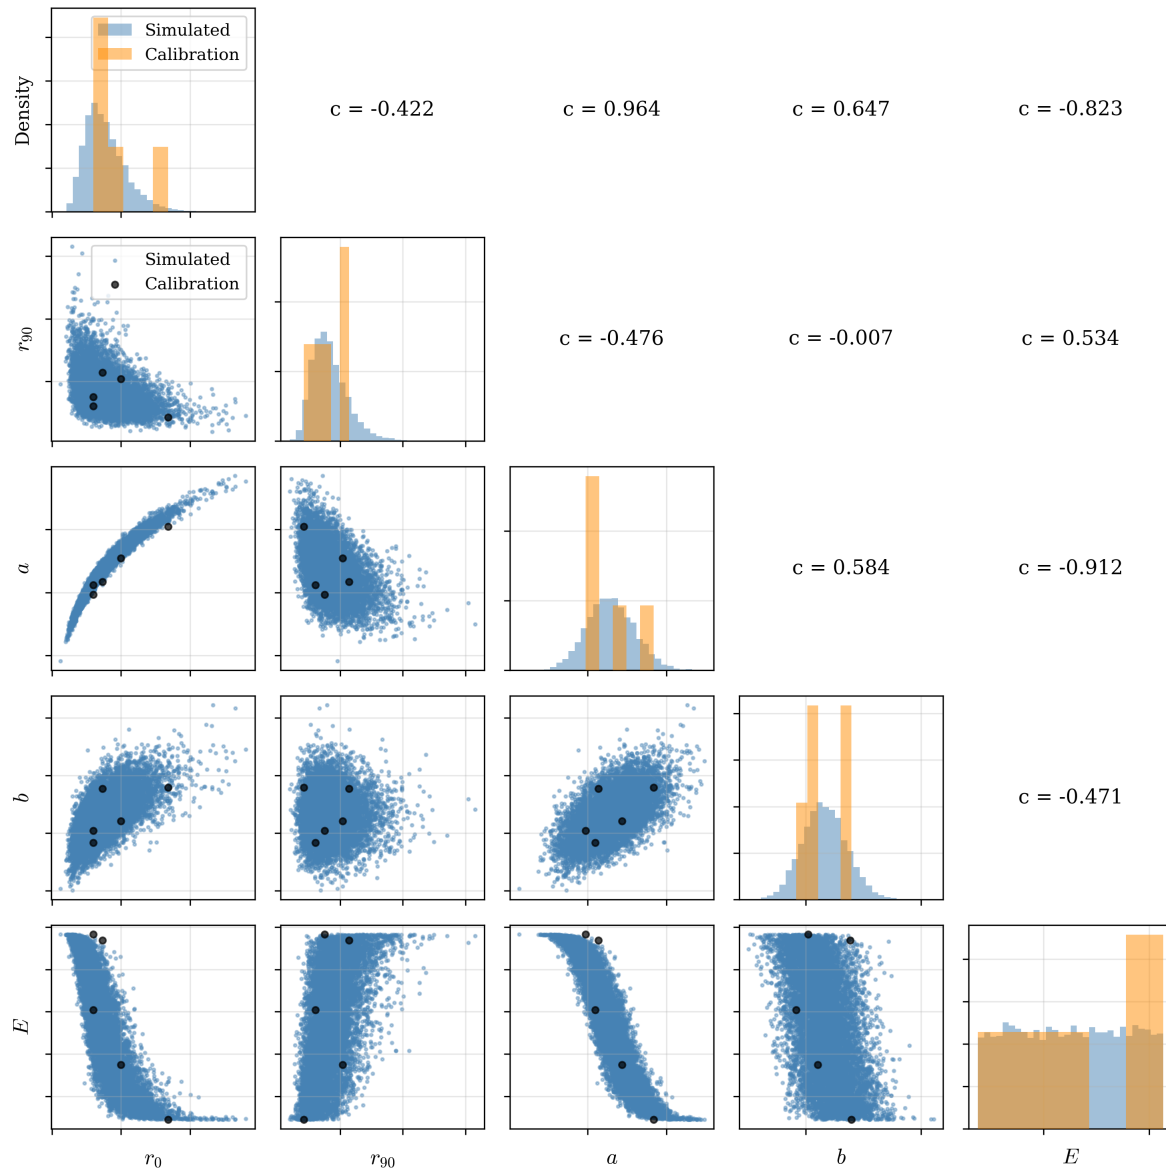 Simulated
Calibration
Density
c = -0.422
c = 0.964
c = 0.647
c = -0.823
Simulated
Calibration
r90
c = -0.476
c = -0.007
c = 0.534
a
c = 0.584
c = -0.912
b
c = -0.471
E
r0
r90
a
b
E